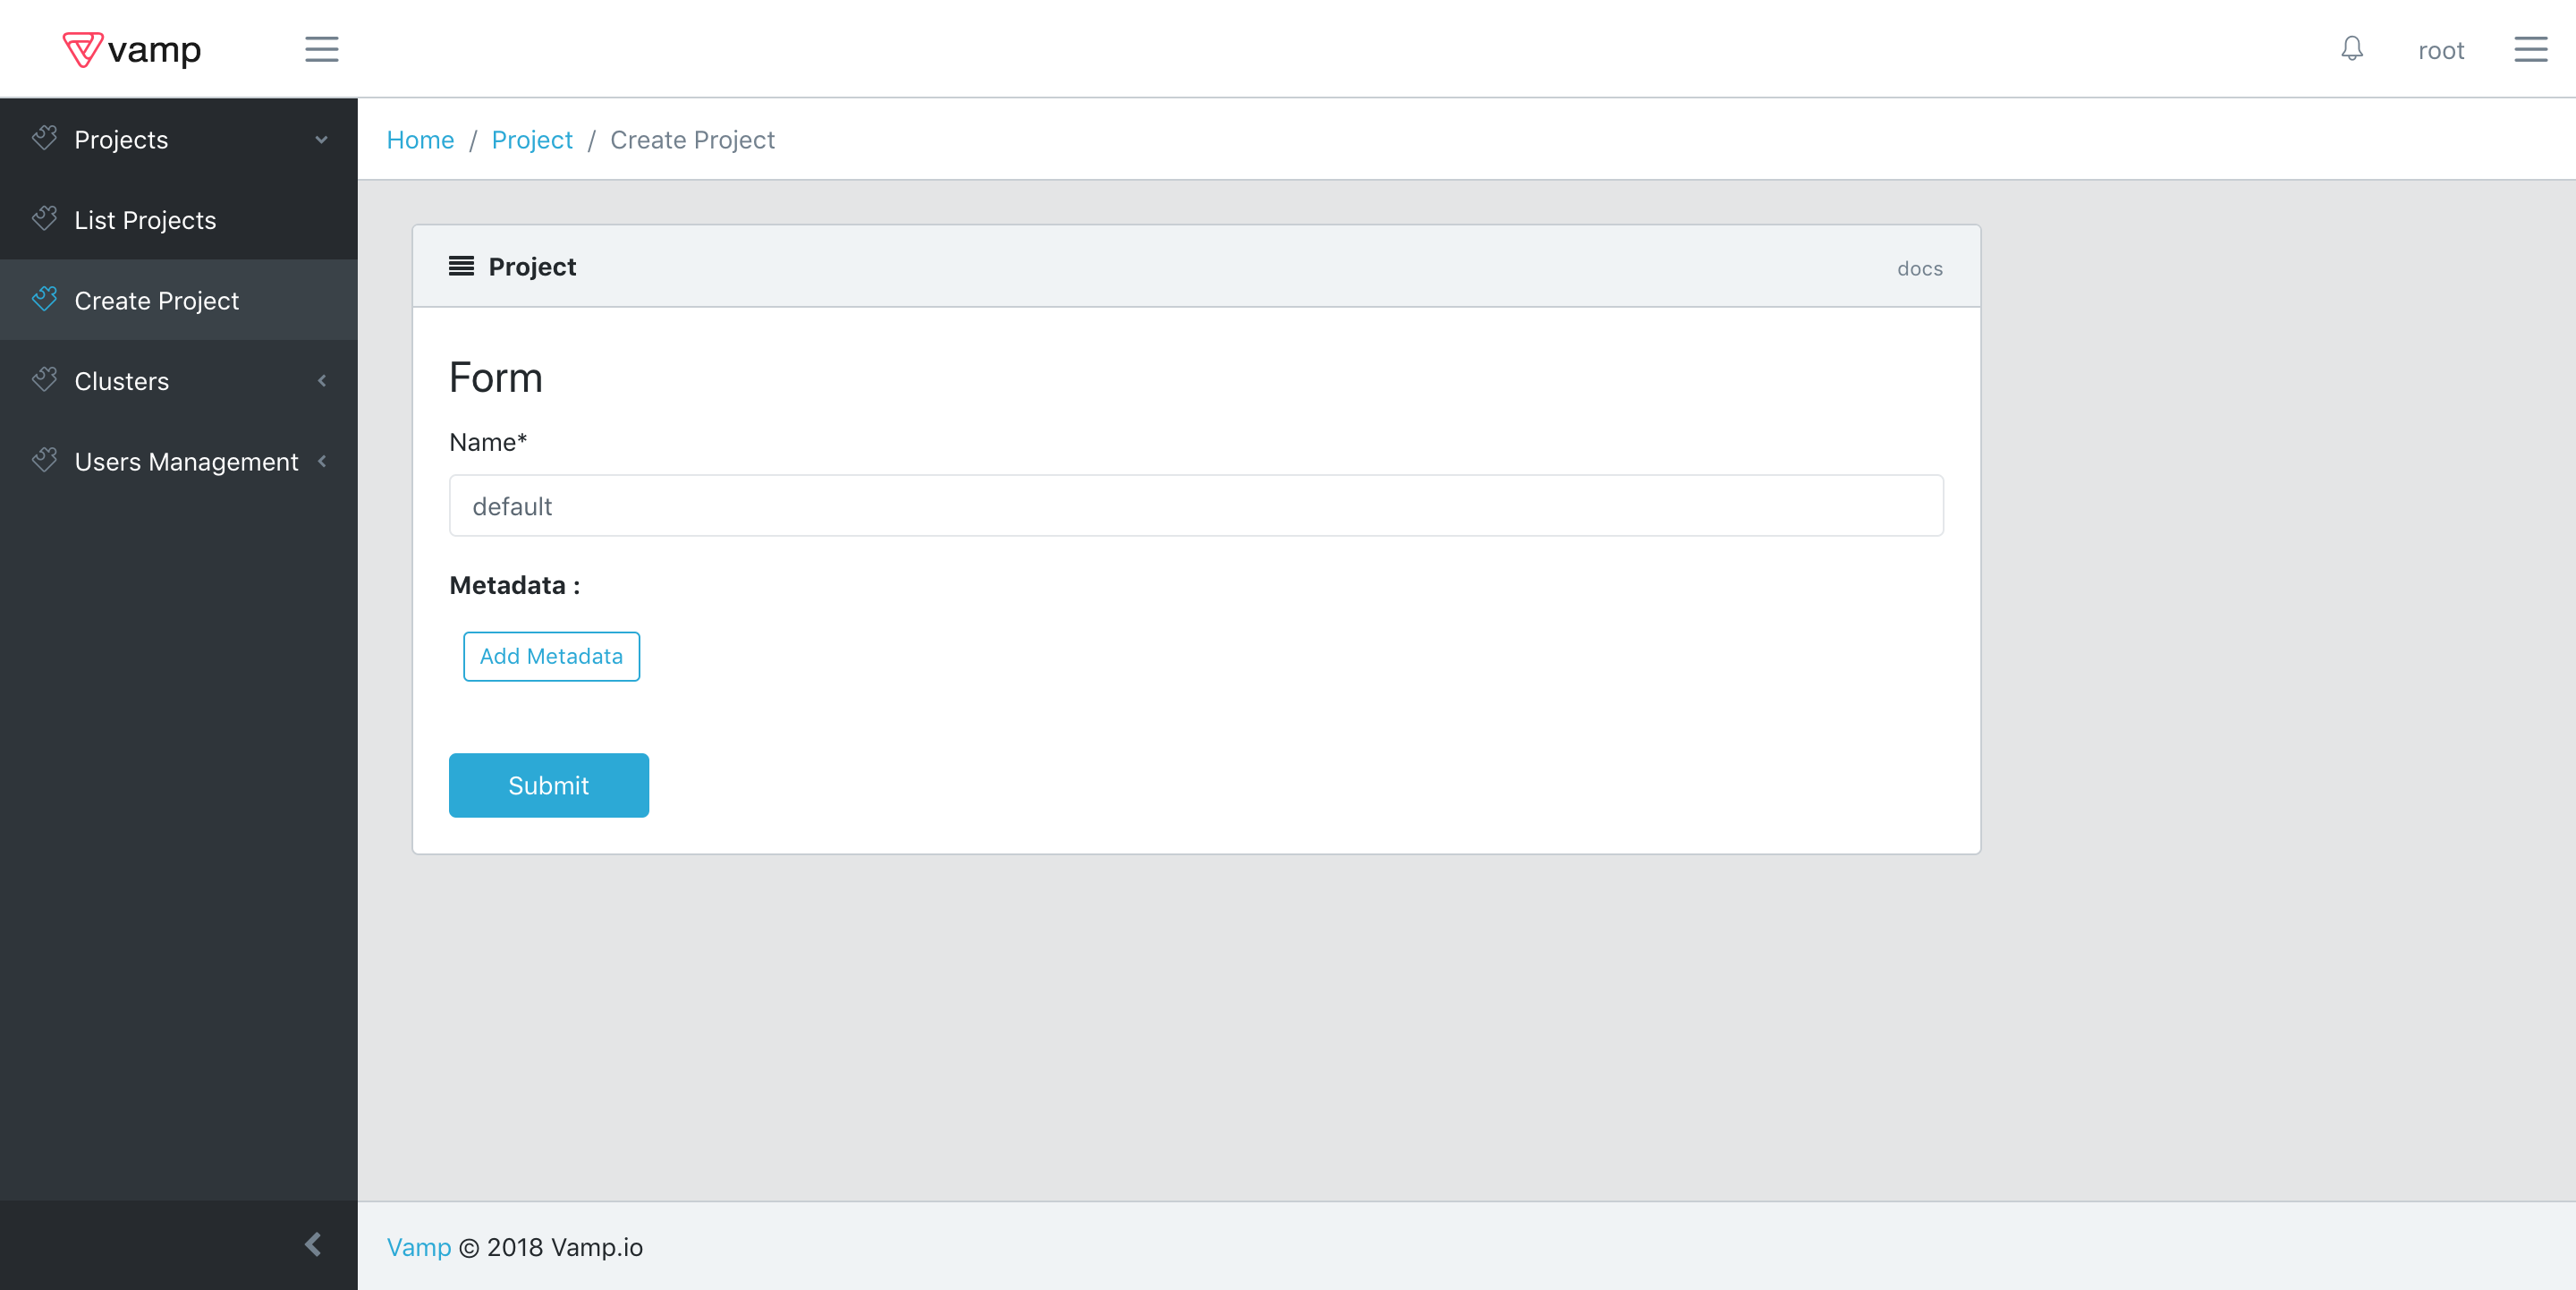 vamp
root
Projects
List Projects
Create Project
Clusters
Users Management
Home / Project / Create Project
Project
docs
Form
Name*
default
Metadata :
Add Metadata
Submit
Vamp © 2018 Vamp.io